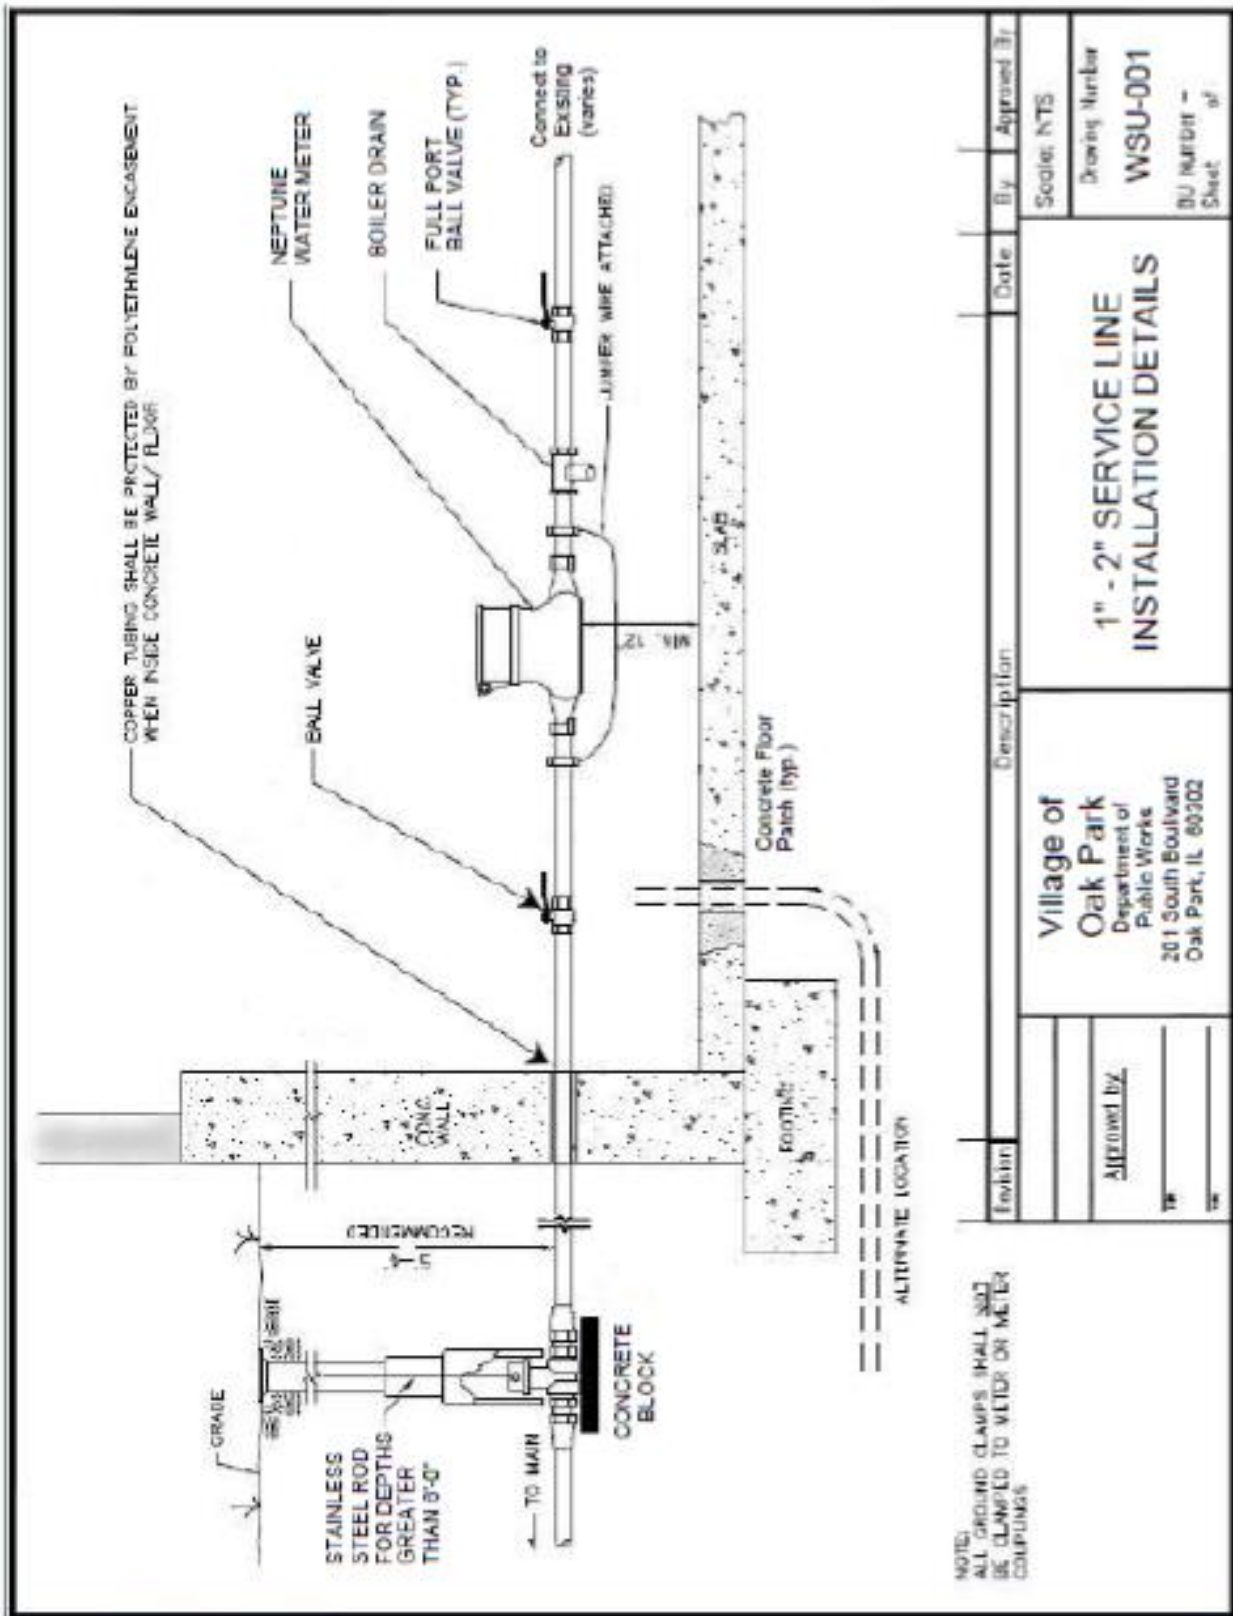 COPPER TUBING SHALL BE PROTECTED BY POLYETHYLENE ENCASEMENT
WHEN INSIDE CONCRETE WALL/ FLOOR
NEPTUNE
WATER METER
BALL VALVE
BOILER DRAIN
FULL PORT
BALL VALVE (TYP.)
Connect to
Existing
(varies)
GRADE
STAINLESS
STEEL ROD
FOR DEPTHS
GREATER
THAN
RECOMMENDED
CONC.
WALL
TO MAIN
CONCRETE
BLOCK
JUMPER WIRE ATTACHED
MIN. 12"
SLAB
Concrete Floor
Patch (typ.)
FOOTING
ALTERNATE LOCATION
NOTE:
ALL GROUND CLAMPS SHALL NOT
BE CLAMPED TO METER OR METER
COUPLINGS
Revision
Description
Date
By
Approved By
Approved by
Village of
Oak Park
Department of
Public Works
201 South Boulevard
Oak Park, IL 60302
1" - 2" SERVICE LINE
INSTALLATION DETAILS
Scale: NTS
Drawing Number
WSU-001
BU Number -
Sheet of